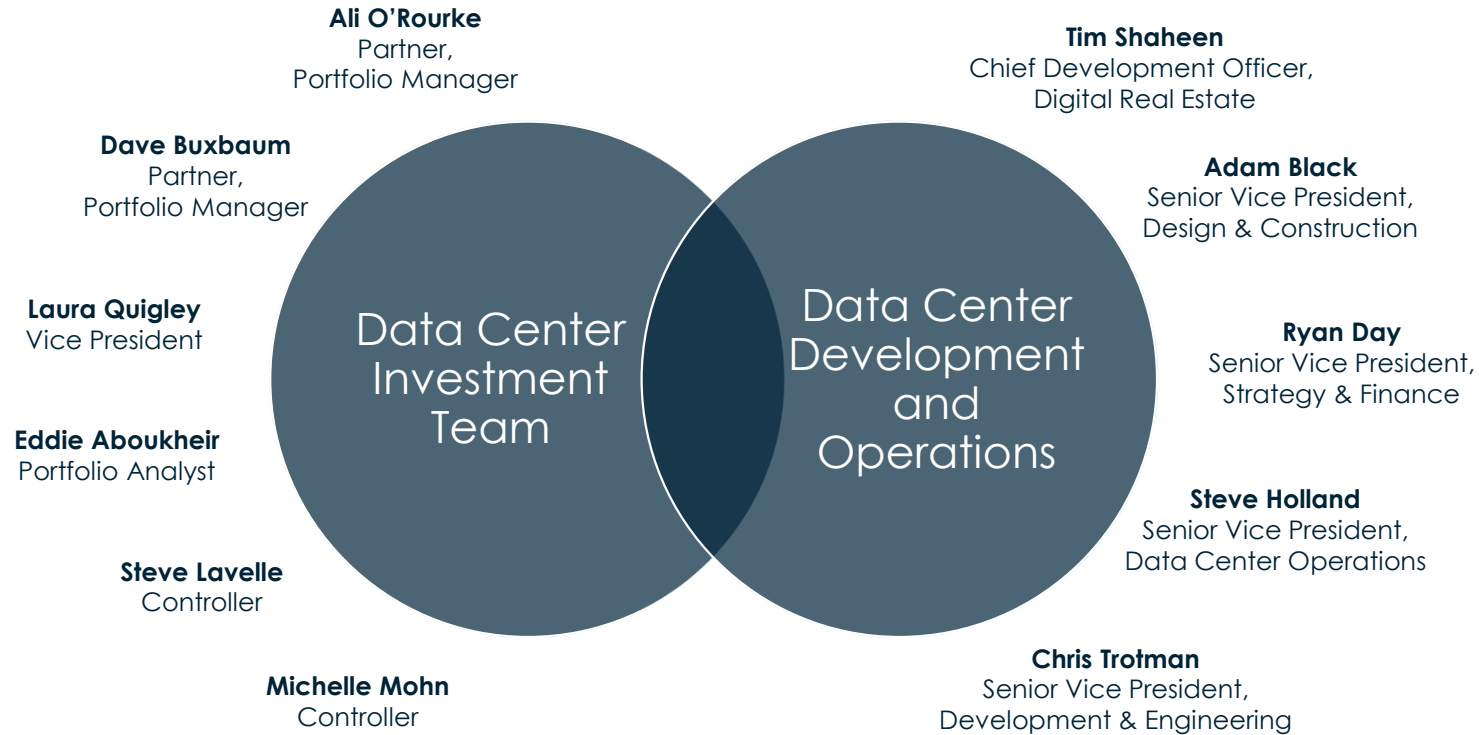 Ali O’Rourke
Partner,
Portfolio Manager
Dave Buxbaum
Partner,
Portfolio Manager
Laura Quigley
Vice President
Eddie Aboukheir
Portfolio Analyst
Steve Lavelle
Controller
Michelle Mohn
Controller
Data Center
Investment
Team
Data Center
Development
and
Operations
Tim Shaheen
Chief Development Officer,
Digital Real Estate
Adam Black
Senior Vice President,
Design & Construction
Ryan Day
Senior Vice President,
Strategy & Finance
Steve Holland
Senior Vice President,
Data Center Operations
Chris Trotman
Senior Vice President,
Development & Engineering